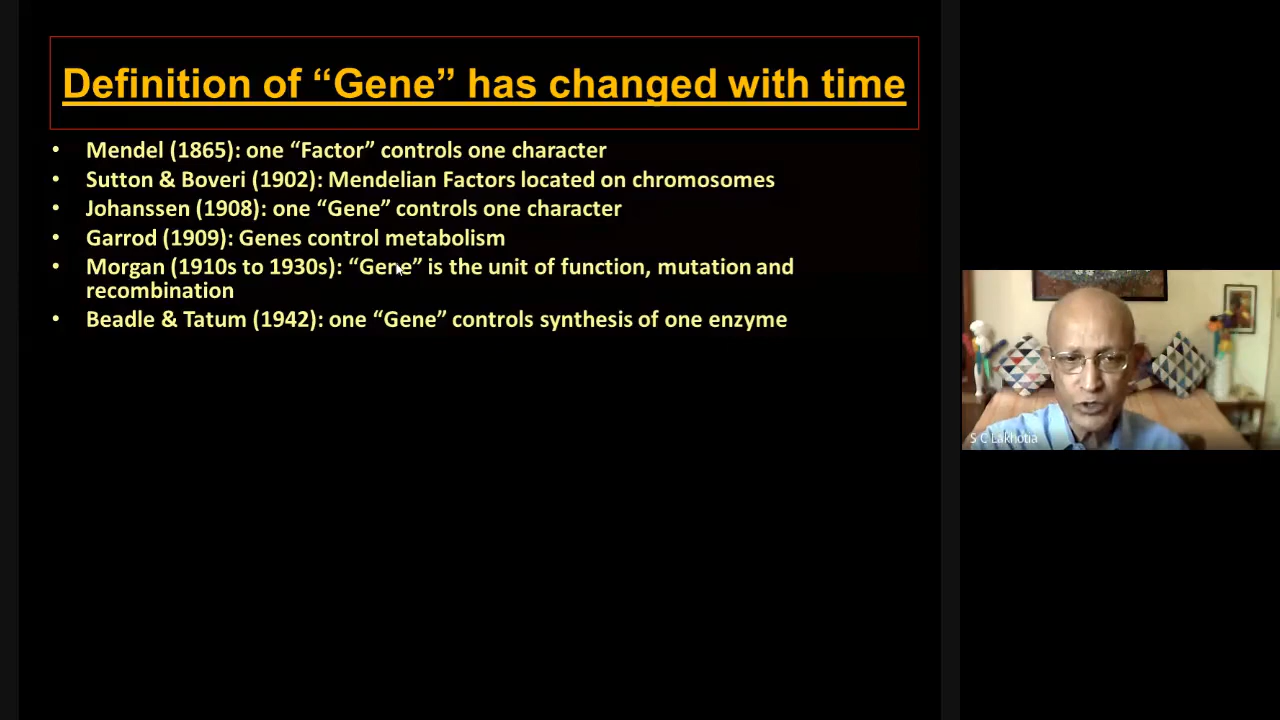 Definition of “Gene” has changed with time
• Mendel (1865): one “Factor” controls one character
• Sutton & Boveri (1902): Mendelian Factors located on chromosomes
• Johanssen (1908): one “Gene” controls one character
• Garrod (1909): Genes control metabolism
• Morgan (1910s to 1930s): “Gene” is the unit of function, mutation and
recombination
• Beadle & Tatum (1942): one “Gene” controls synthesis of one enzyme
S C Lakhotia